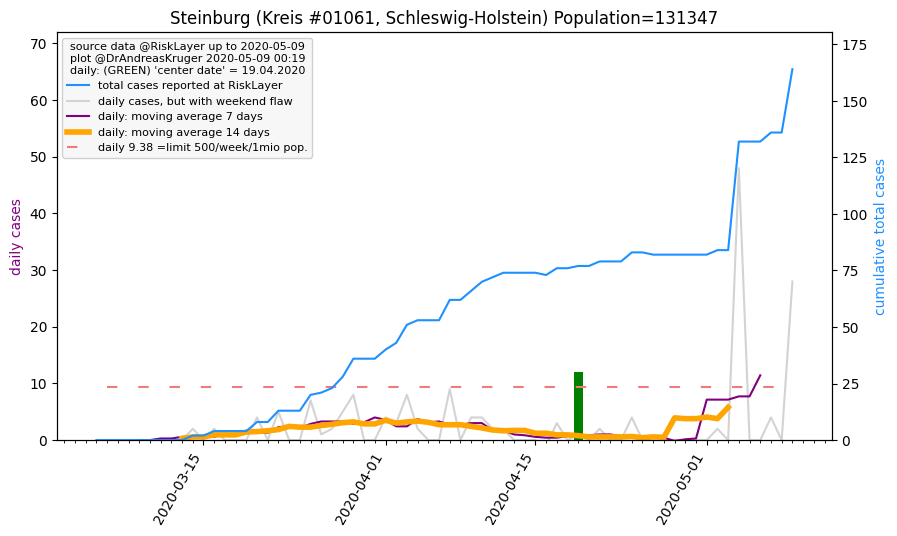 Steinburg (Kreis #01061, Schleswig-Holstein) Population=131347
source data @RiskLayer up to 2020-05-09
plot @DrAndreasKruger 2020-05-09 00:19
daily: (GREEN) 'center date' = 19.04.2020
total cases reported at RiskLayer
daily cases, but with weekend flaw
daily: moving average 7 days
daily: moving average 14 days
daily 9.38 =limit 500/week/1mio pop.
daily cases
70
60
50
40
30
20
10
0
175
150
125
100
75
50
25
0
cumulative total cases
2020-03-15
2020-04-01
2020-04-15
2020-05-01